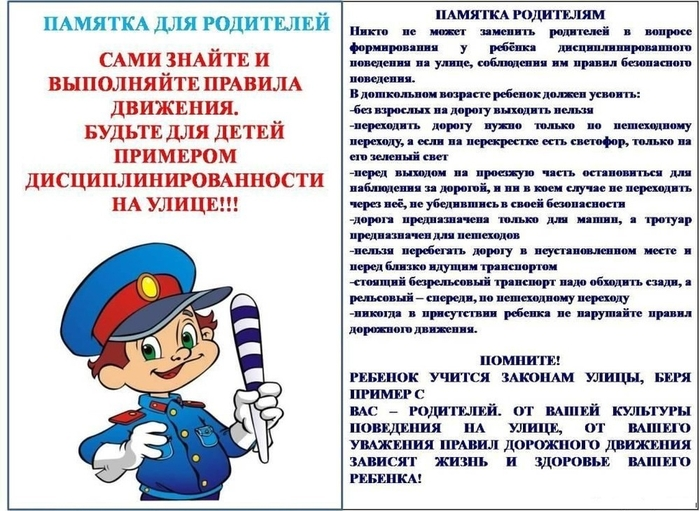 ПАМЯТКА ДЛЯ РОДИТЕЛЕЙ
САМИ ЗНАЙТЕ И
ВЫПОЛНЯЙТЕ ПРАВИЛА
ДВИЖЕНИЯ.
БУДЬТЕ ДЛЯ ДЕТЕЙ
ПРИМЕРОМ
ДИСЦИПЛИНИРОВАННОСТИ
НА УЛИЦЕ!!!
ПАМЯТКА РОДИТЕЛЯМ
Никто не может заменить родителей в вопросе
формирования у ребёнка дисциплинированного
поведения на улице, соблюдения им правил безопасного
поведения.
В дошкольном возрасте ребенок должен усвоить:
-без взрослых на дорогу выходить нельзя
-переходить дорогу нужно только по пешеходному
переходу, а если на перекрестке есть светофор, только на
его зеленый свет
-перед выходом на проезжую часть остановиться для
наблюдения за дорогой, и ни в коем случае не переходить
через неё, не убедившись в своей безопасности
-дорога предназначена только для машин, а тротуар
предназначен для пешеходов
-нельзя перебегать дорогу в неустановленном месте и
перед близко идущим транспортом
-стоящий безрельсовый транспорт надо обходить сзади, а
рельсовый – спереди, по пешеходному переходу
-никогда в присутствии ребенка не нарушайте правил
дорожного движения.
ПОМНИТЕ!
РЕБЕНОК УЧИТСЯ ЗАКОНАМ УЛИЦЫ, БЕРЯ
ПРИМЕР С
ВАС – РОДИТЕЛЕЙ. ОТ ВАШЕЙ КУЛЬТУРЫ
ПОВЕДЕНИЯ НА УЛИЦЕ, ОТ ВАШЕГО
УВАЖЕНИЯ ПРАВИЛ ДОРОЖНОГО ДВИЖЕНИЯ
ЗАВИСЯТ ЖИЗНЬ И ЗДОРОВЬЕ ВАШЕГО
РЕБЕНКА!